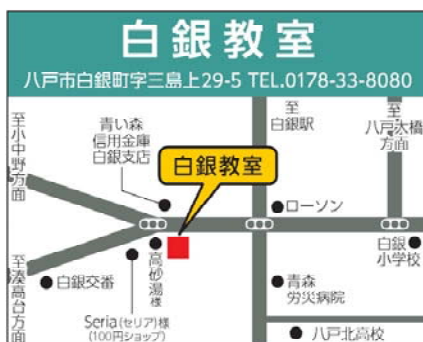 白銀教室
八戸市白銀町字三島上29-5 TEL.0178-33-8080
至小中野方面
青い森
信用金庫
白銀支店
白銀教室
至
白銀駅
至
八戸大橋
方面
ローソン
至湊高台方面
白銀交番
高砂湯様
Seria(セリア)様
(100円ショップ)
青森
労災病院
白銀
小学校
八戸北高校